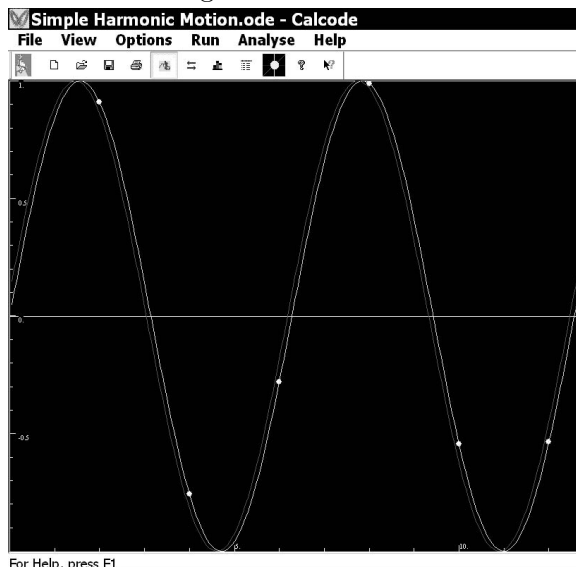 Simple Harmonic Motion.ode - Calcode
File View Options Run Analyse Help
1.
0.5
0.
-0.5
5.
10.
For Help, press F1